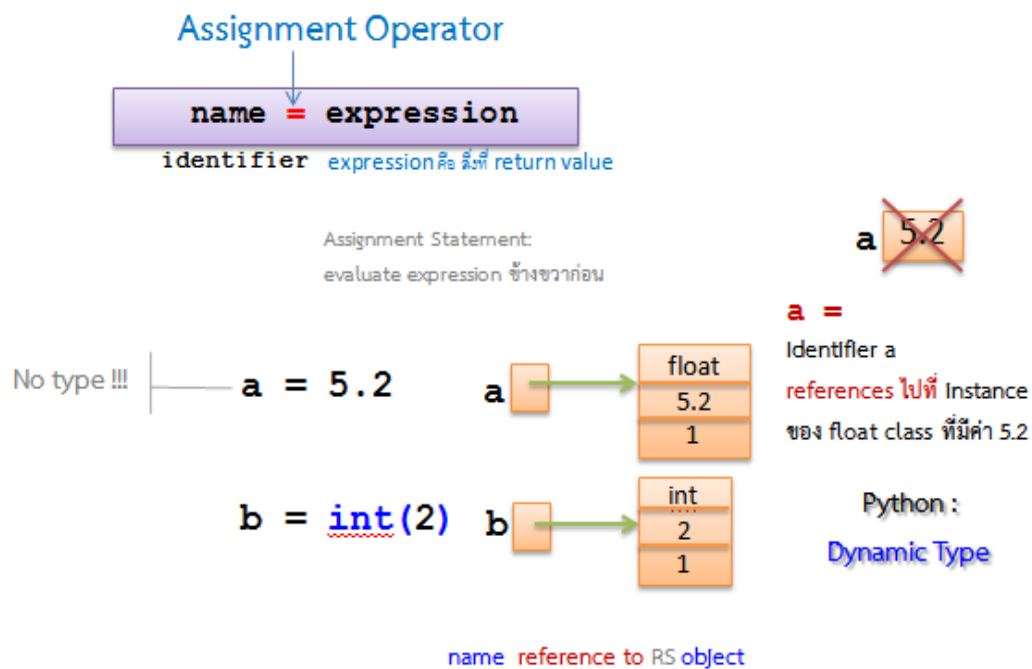 Assignment Operator
name = expression
identifier expression คือ สิ่งที่ return value
Assignment Statement:
evaluate expression ข้างขวาก่อน
a 5.2
a =
Identifier a
references ไปที่ Instance
ของ float class ที่มีค่า 5.2
No type !!!
a = 5.2
a
float
5.2
1
b = int(2)
b
int
2
1
Python :
Dynamic Type
name reference to RS object